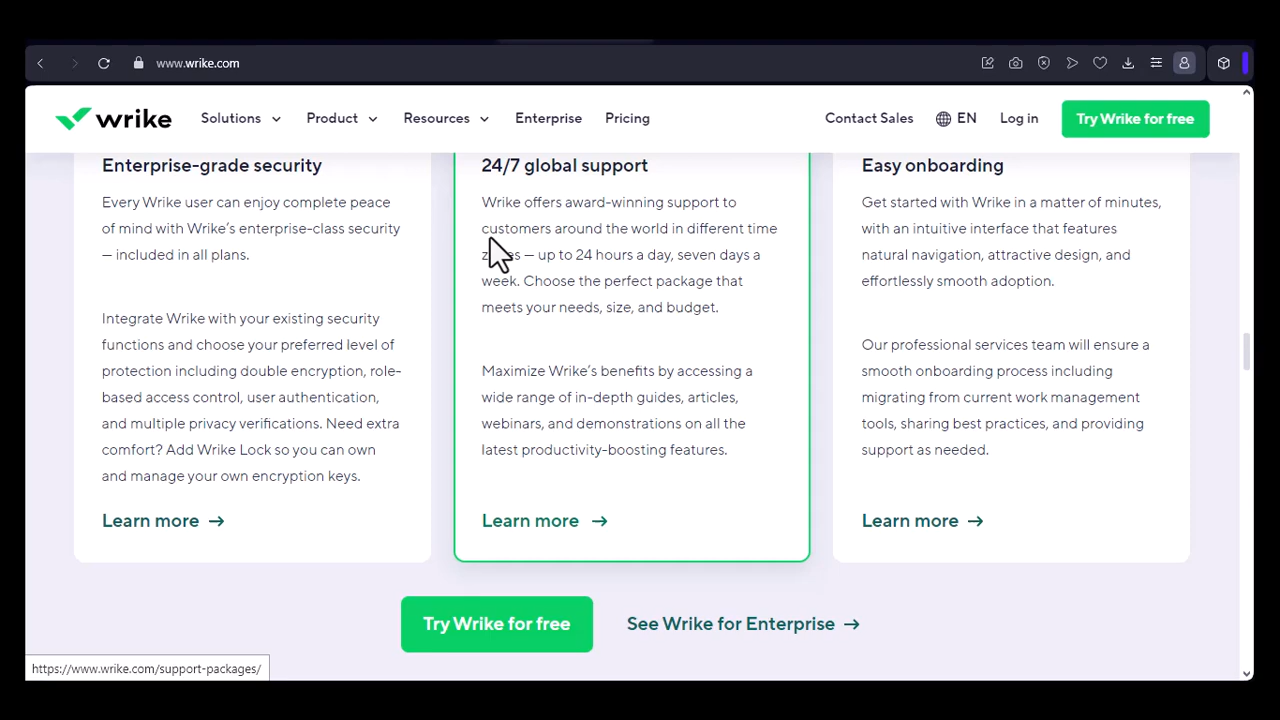 www.wrike.com
wrike
Solutions
Product
Resources
Enterprise
Pricing
Contact Sales
EN
Log in
Try Wrike for free
Enterprise-grade security
Every Wrike user can enjoy complete peace
of mind with Wrike’s enterprise-class security
— included in all plans.
Integrate Wrike with your existing security
functions and choose your preferred level of
protection including double encryption, role-
based access control, user authentication,
and multiple privacy verifications. Need extra
comfort? Add Wrike Lock so you can own
and manage your own encryption keys.
Learn more →
24/7 global support
Wrike offers award-winning support to
customers around the world in different time
zones — up to 24 hours a day, seven days a
week. Choose the perfect package that
meets your needs, size, and budget.
Maximize Wrike’s benefits by accessing a
wide range of in-depth guides, articles,
webinars, and demonstrations on all the
latest productivity-boosting features.
Learn more →
Easy onboarding
Get started with Wrike in a matter of minutes,
with an intuitive interface that features
natural navigation, attractive design, and
effortlessly smooth adoption.
Our professional services team will ensure a
smooth onboarding process including
migrating from current work management
tools, sharing best practices, and providing
support as needed.
Learn more →
Try Wrike for free
See Wrike for Enterprise →
https://www.wrike.com/support-packages/